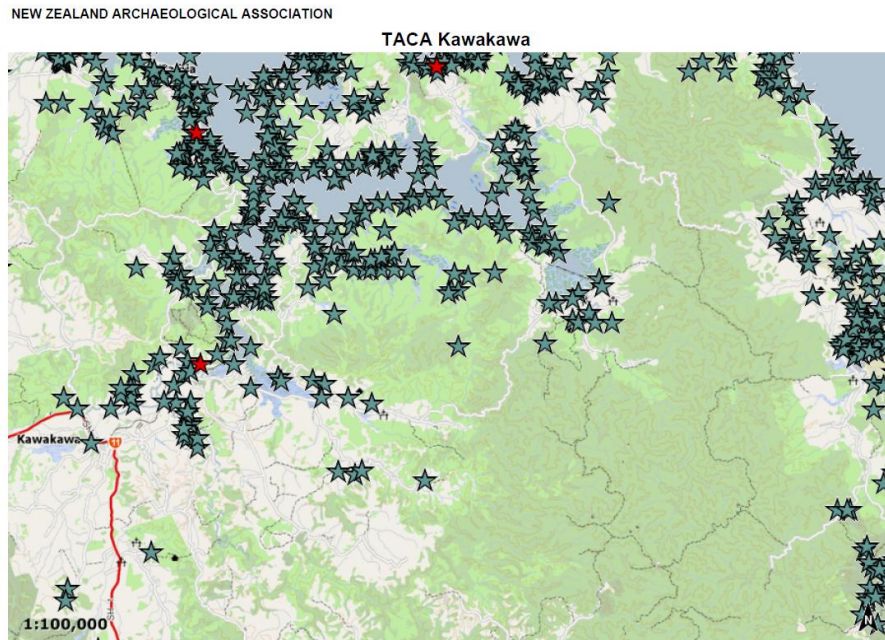 NEW ZEALAND ARCHAEOLOGICAL ASSOCIATION
TACA Kawakawa
Kawakawa
11
1:100,000
N